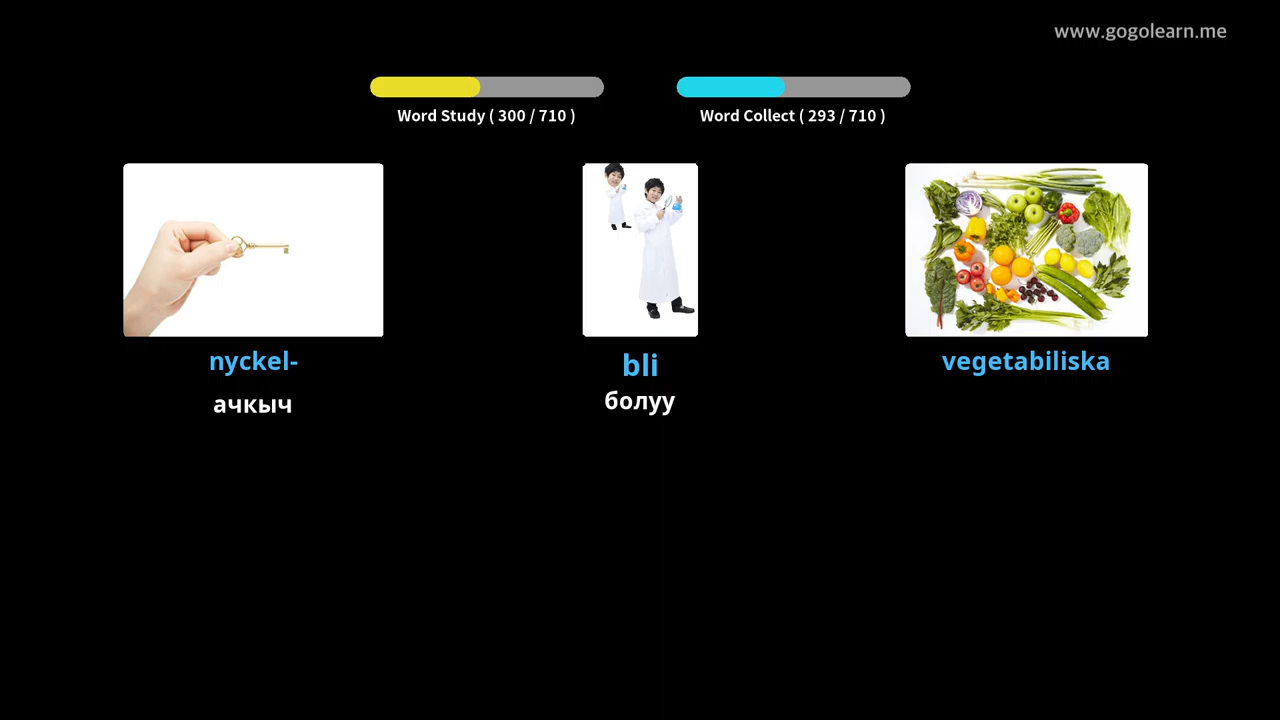 www.gogolearn.me
Word Study ( 300 / 710 )
Word Collect ( 293 / 710 )
nyckel-
ачкыч
bli
болуу
vegetabiliska